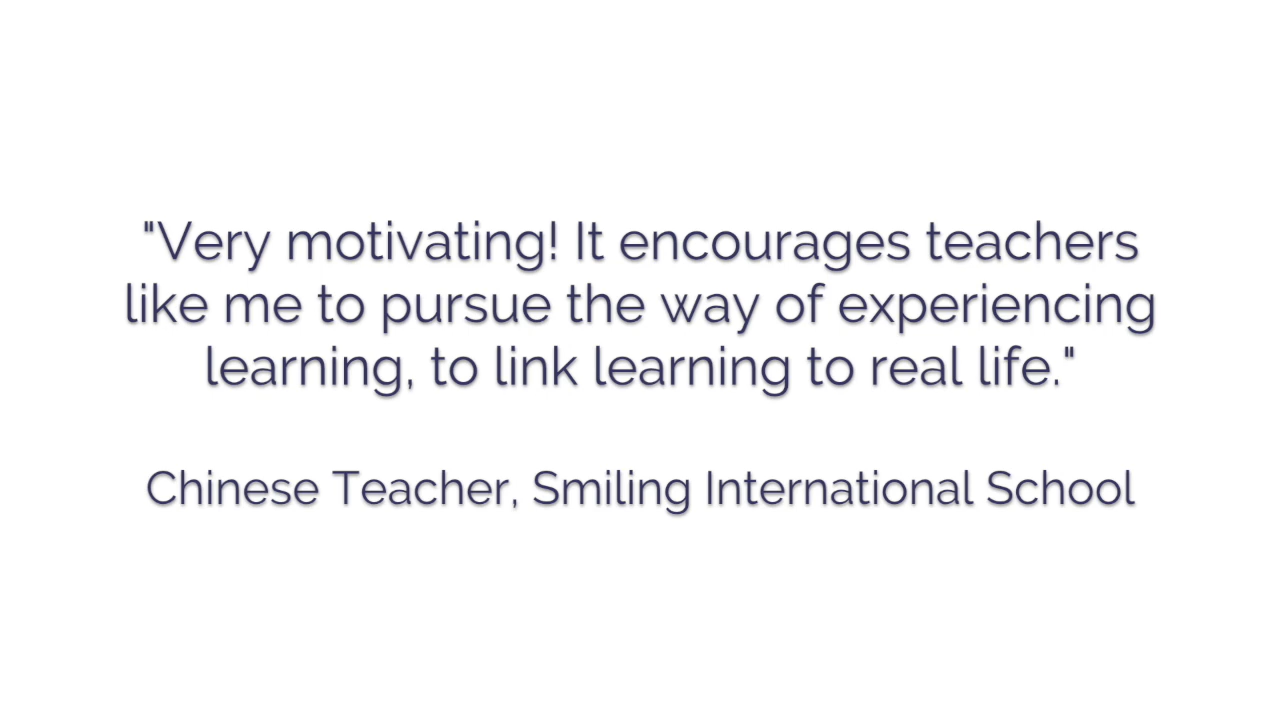 "Very motivating! It encourages teachers
like me to pursue the way of experiencing
learning, to link learning to real life."
Chinese Teacher, Smiling International School